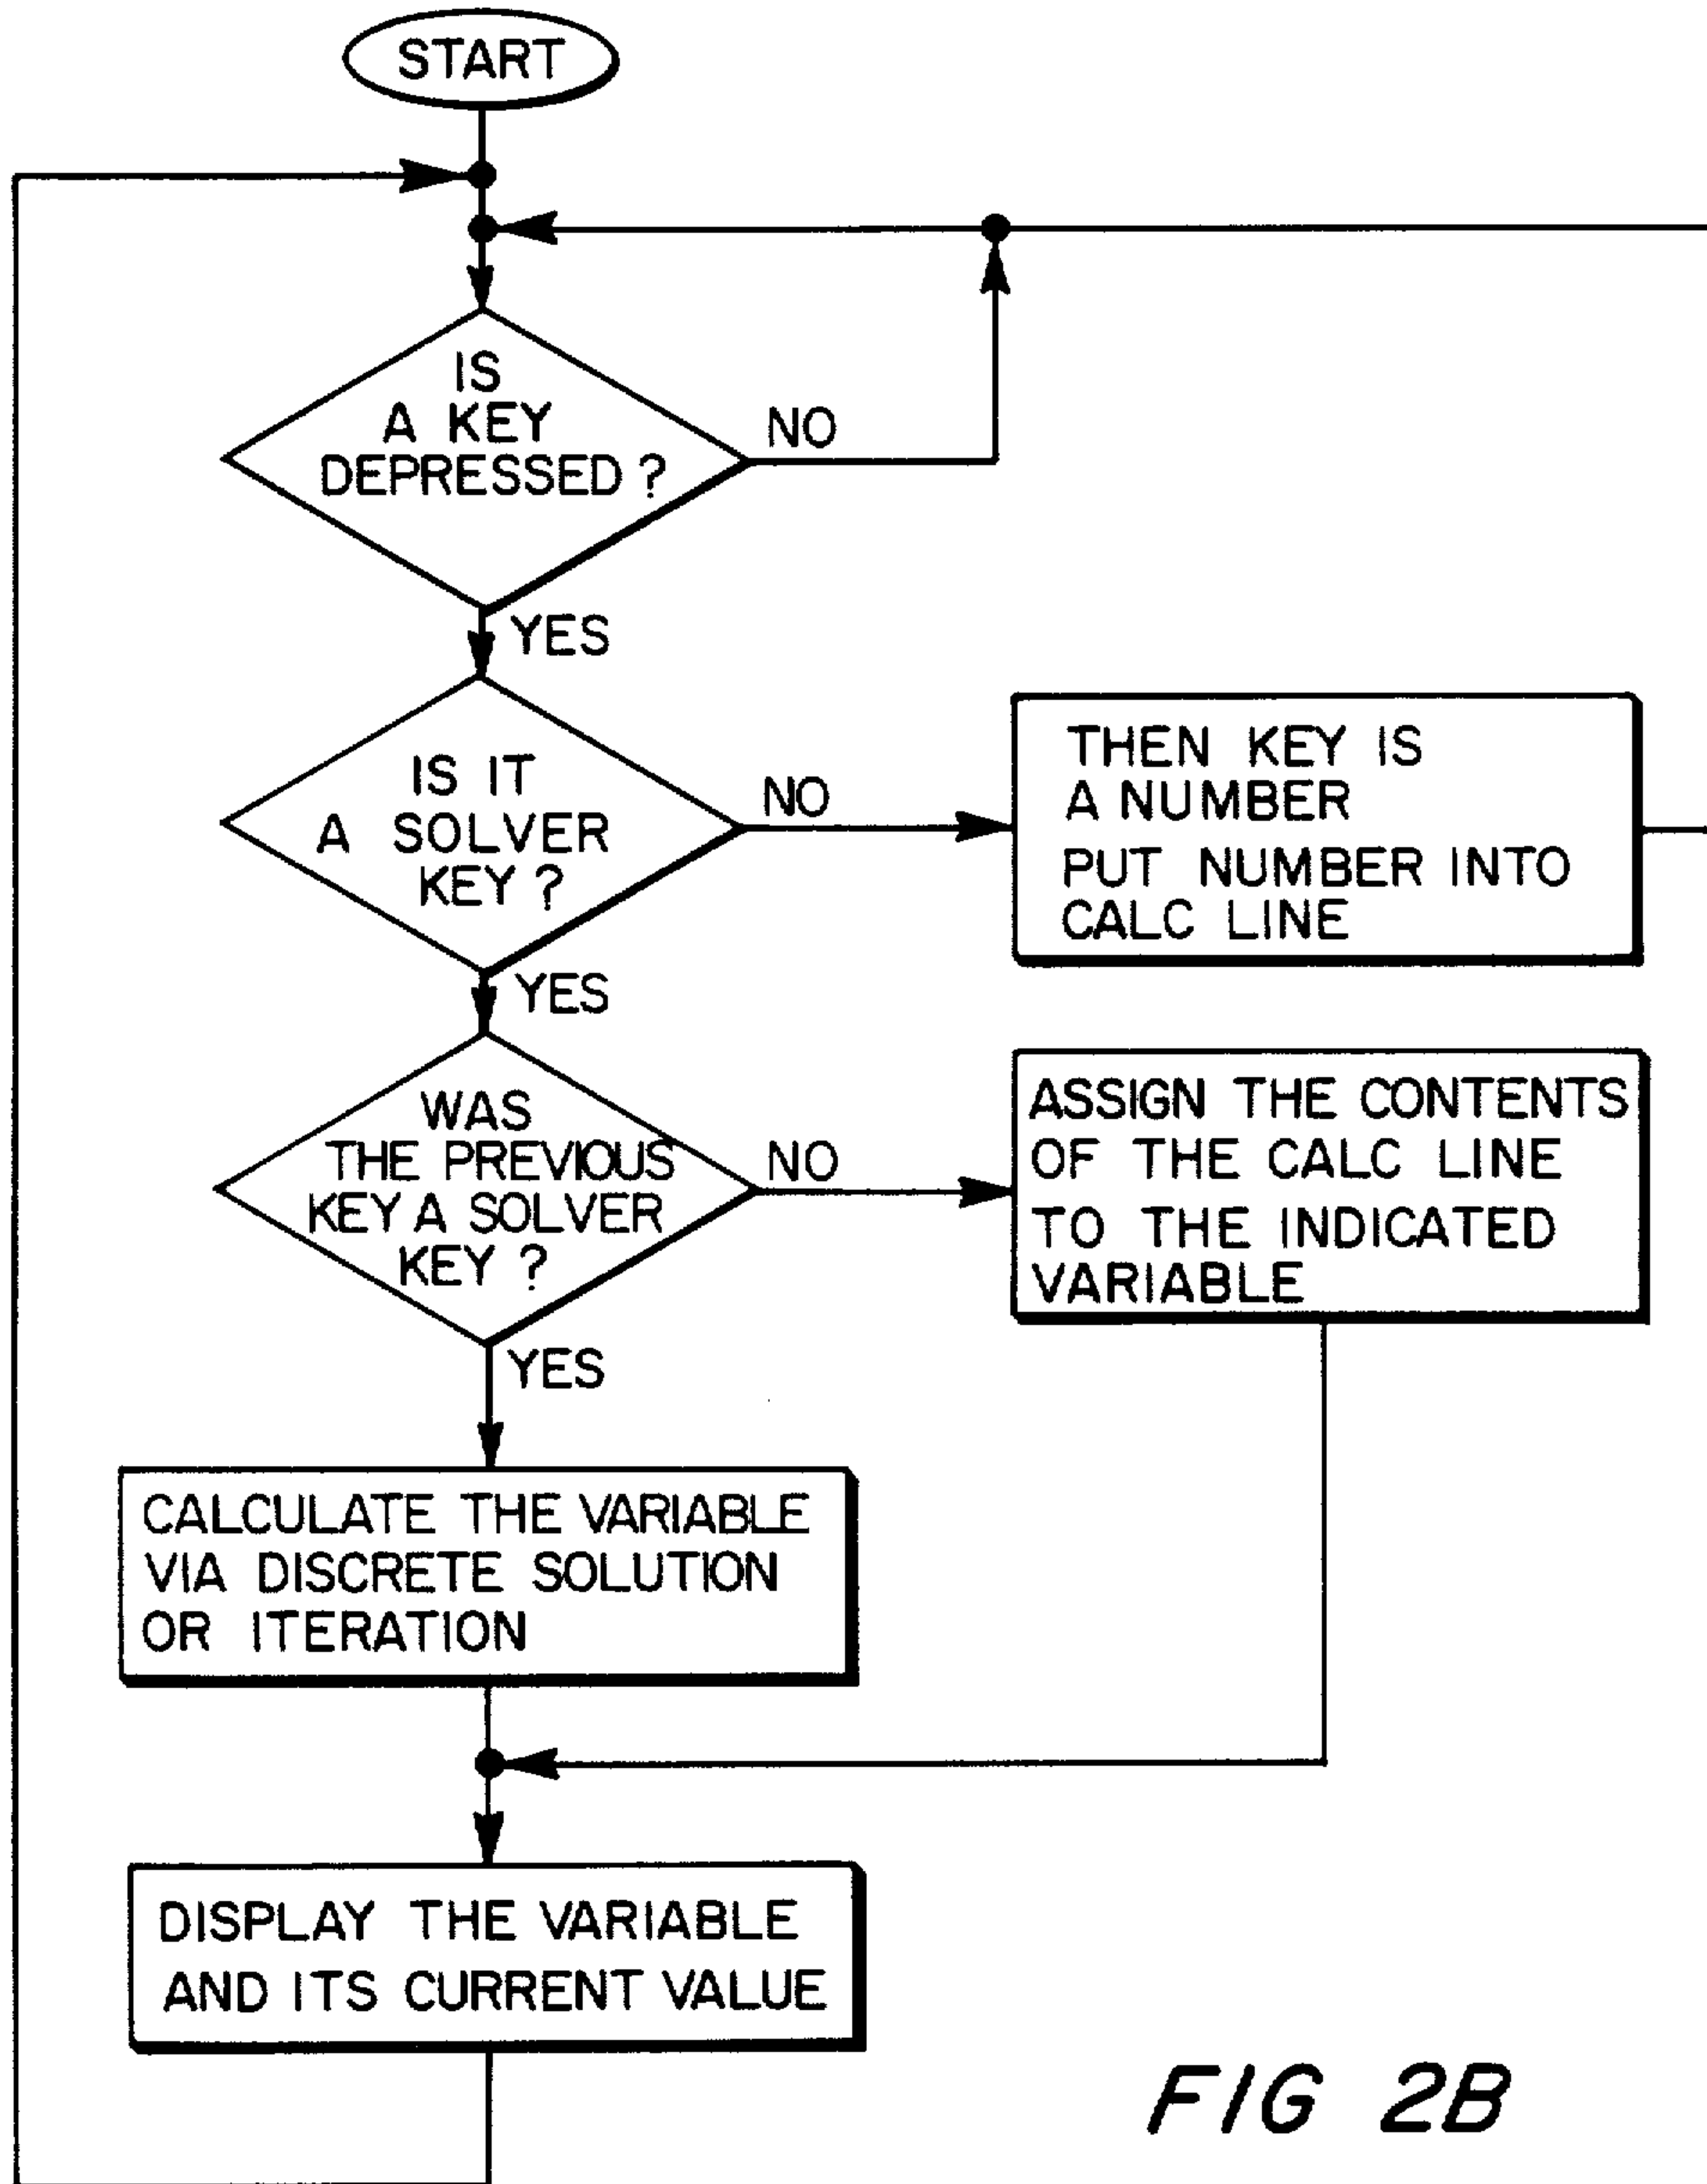 START
IS
A KEY
DEPRESSED ?
NO
YES
IS IT
A SOLVER
KEY ?
NO
THEN KEY IS
A NUMBER
PUT NUMBER INTO
CALC LINE
YES
WAS
THE PREVIOUS
KEY A SOLVER
KEY ?
NO
ASSIGN THE CONTENTS
OF THE CALC LINE
TO THE INDICATED
VARIABLE
YES
CALCULATE THE VARIABLE
VIA DISCRETE SOLUTION
OR ITERATION
DISPLAY THE VARIABLE
AND ITS CURRENT VALUE
FIG 2B